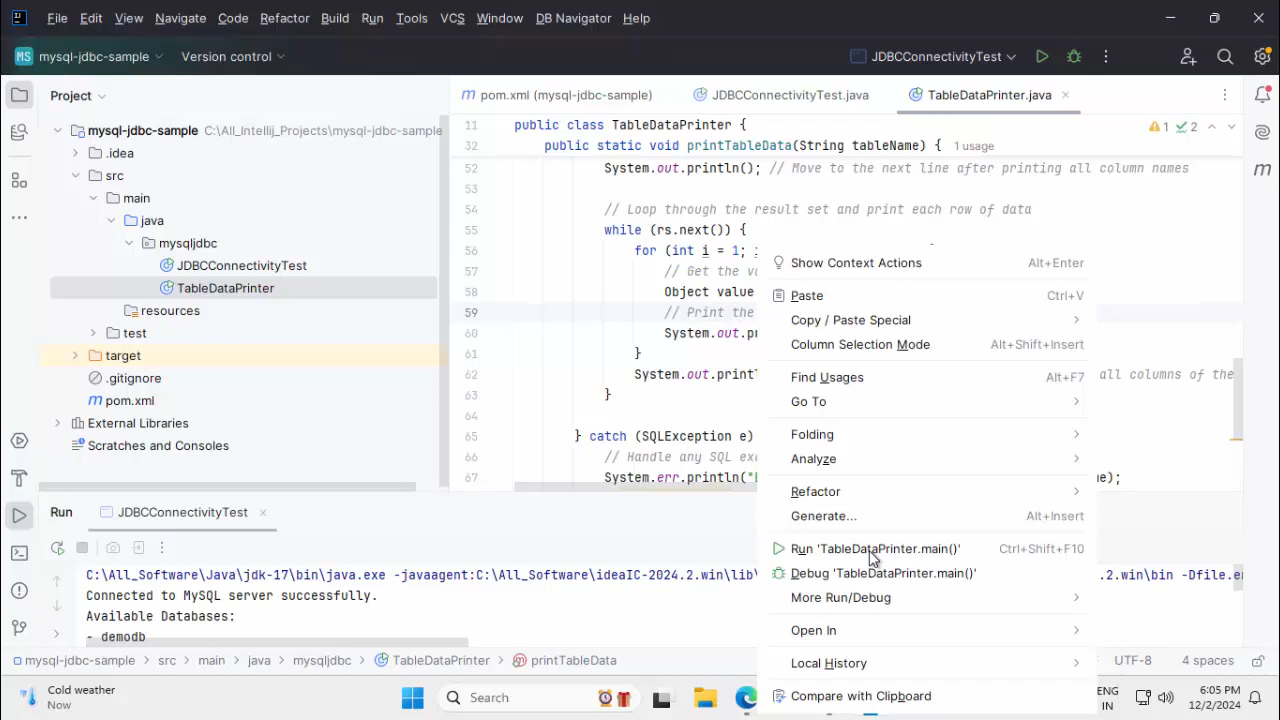 File Edit View Navigate Code Refactor Build Run Tools VCS Window DB Navigator Help
MS mysql-jdbc-sample Version control JDBCConnectivityTest
Project
pom.xml (mysql-jdbc-sample) JDBCConnectivityTest.java TableDataPrinter.java
mysql-jdbc-sample C:\All_Intellij_Projects\mysql-jdbc-sample
.idea
src
main
java
mysqljdbc
JDBCConnectivityTest
TableDataPrinter
resources
test
target
.gitignore
pom.xml
External Libraries
Scratches and Consoles
11 public class TableDataPrinter { 1 2
32 public static void printTableData(String tableName) { 1 usage
52 System.out.println(); // Move to the next line after printing all column names
53
54 // Loop through the result set and print each row of data
55 while (rs.next()) {
56 for (int i = 1;
57 // Get the
58 Object value
59 // Print the
60 System.out.
61 }
62 System.out. all columns of the
63 }
64
65 } catch (SQLException e)
66 // Handle any SQL
67 System.err.println(
Show Context Actions Alt+Enter
Paste Ctrl+V
Copy / Paste Special
Column Selection Mode Alt+Shift+Insert
Find Usages Alt+F7
Go To
Folding
Analyze
Refactor
Generate... Alt+Insert
Run 'TableDataPrinter.main()' Ctrl+Shift+F10
Debug 'TableDataPrinter.main()'
More Run/Debug
Open In
Local History
Compare with Clipboard
Run JDBCConnectivityTest
C:\All_Software\Java\jdk-17\bin\java.exe -javaagent:C:\All_Software\ideaIC-2024.2.win\lib\ .2.win\bin -Dfile.
Connected to MySQL server successfully.
Available Databases:
- demodb
mysql-jdbc-sample src main java mysqljdbc TableDataPrinter printTableData UTF-8 4 spaces
Cold weather
Now
Search
ENG
IN
6:05 PM
12/2/2024